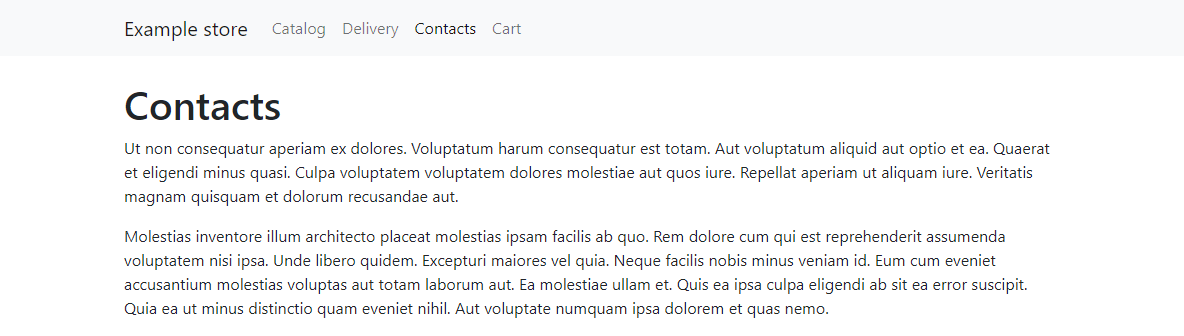 Example store Catalog Delivery Contacts Cart
Contacts
Ut non consequatur aperiam ex dolores. Voluptatum harum consequatur est totam. Aut voluptatum aliquid aut optio et ea. Quaerat
et eligendi minus quasi. Culpa voluptatem voluptatem dolores molestiae aut quos iure. Repellat aperiam ut aliquam iure. Veritatis
magnam quisquam et dolorum recusandae aut.
Molestias inventore illum architecto placeat molestias ipsam facilis ab quo. Rem dolore cum qui est reprehenderit assumenda
voluptatem nisi ipsa. Unde libero quidem. Excepturi maiores vel quia. Neque facilis nobis minus veniam id. Eum cum eveniet
accusantium molestias voluptas aut totam laborum aut. Ea molestiae ullam et. Quis ea ipsa culpa eligendi ab sit ea error suscipit.
Quia ea ut minus distinctio quam eveniet nihil. Aut voluptate numquam ipsa dolorem et quas nemo.